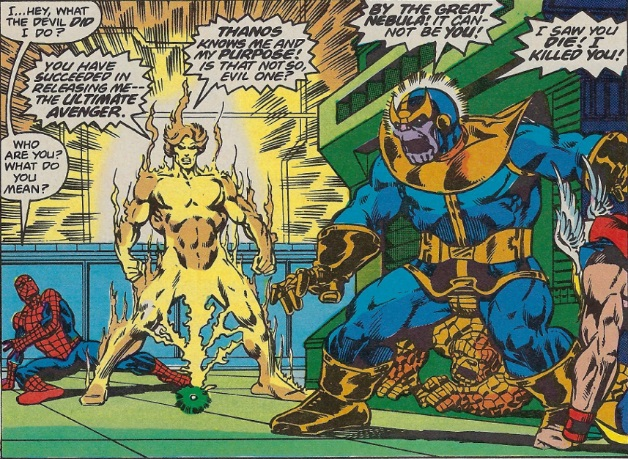 I...HEY, WHAT
THE DEVIL DID
I DO?
YOU HAVE
SUCCEEDED IN
RELEASING ME--
THE ULTIMATE
AVENGER.
WHO
ARE YOU?
WHAT DO
YOU
MEAN?
THANOS
KNOWS ME AND
MY PURPOSE!
IS THAT NOT SO,
EVIL ONE?
BY THE GREAT
NEBULA! IT CAN-
NOT BE YOU!
I SAW YOU
DIE! I
KILLED YOU!